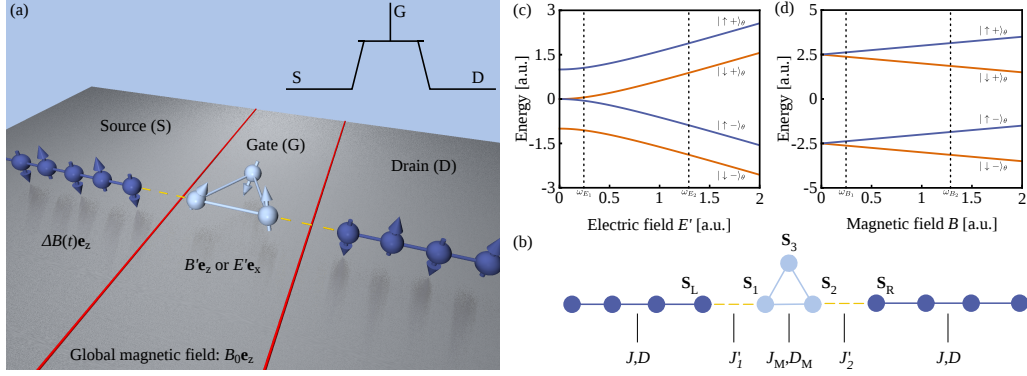 (a)
G
S
D
Source (S)
Gate (G)
Drain (D)
ΔB(t)e_z
B'e_z or E'e_x
Global magnetic field: B_0e_z
(c)
Energy [a.u.]
3
1.5
0
-1.5
-3
|↑+⟩_θ
|↓+⟩_θ
|↑−⟩_θ
|↓−⟩_θ
0
ω_{E_1}
0.5
1
ω_{E_2}
1.5
2
Electric field E' [a.u.]
(d)
Energy [a.u.]
5
2.5
0
-2.5
-5
|↑+⟩_θ
|↓+⟩_θ
|↑−⟩_θ
|↓−⟩_θ
0
ω_{B_1}
0.5
1
ω_{B_2}
1.5
2
Magnetic field B [a.u.]
(b)
S_3
S_L
S_1
S_2
S_R
J,D
J'_1
J_M,D_M
J'_2
J,D